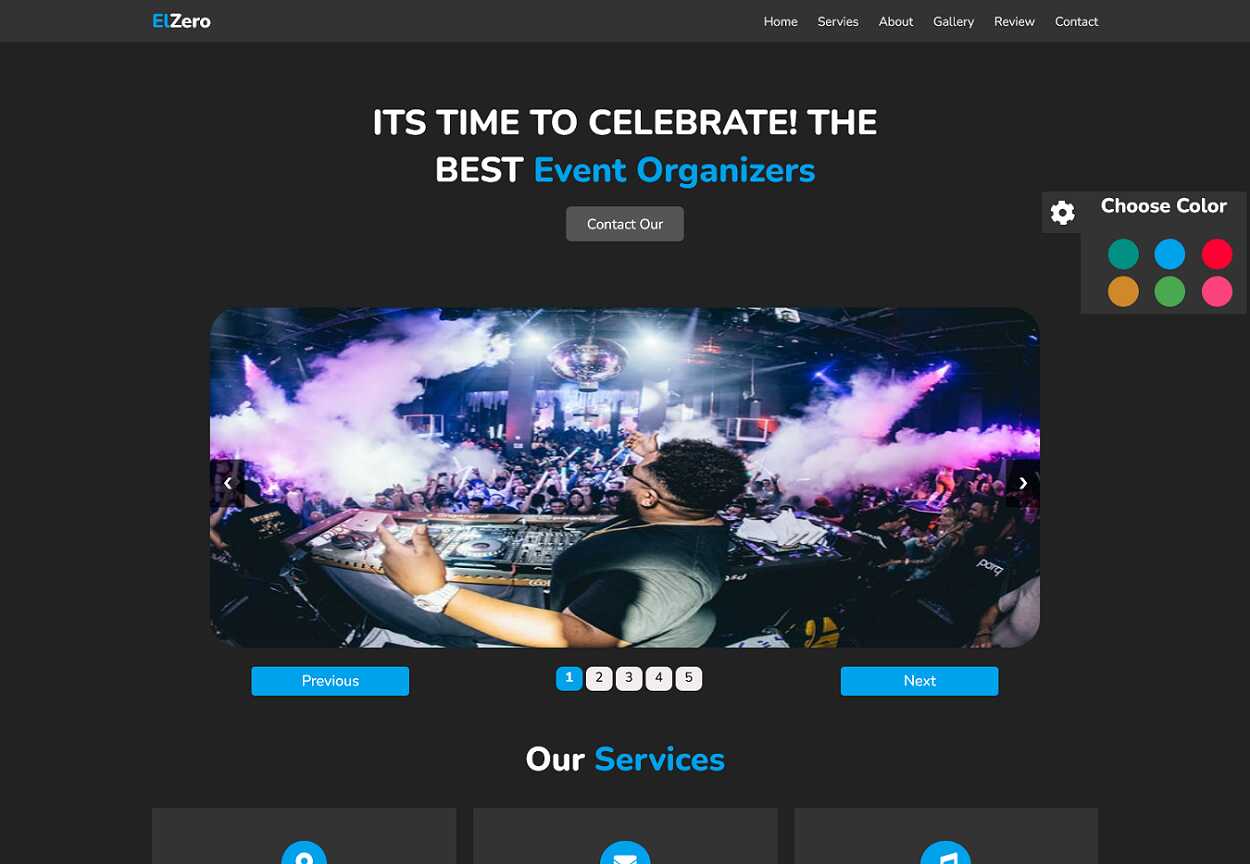 ElZero
Home Servies About Gallery Review Contact
ITS TIME TO CELEBRATE! THE
BEST Event Organizers
Contact Our
Choose Color
‹ ›
parq
Previous 1 2 3 4 5 Next
Our Services